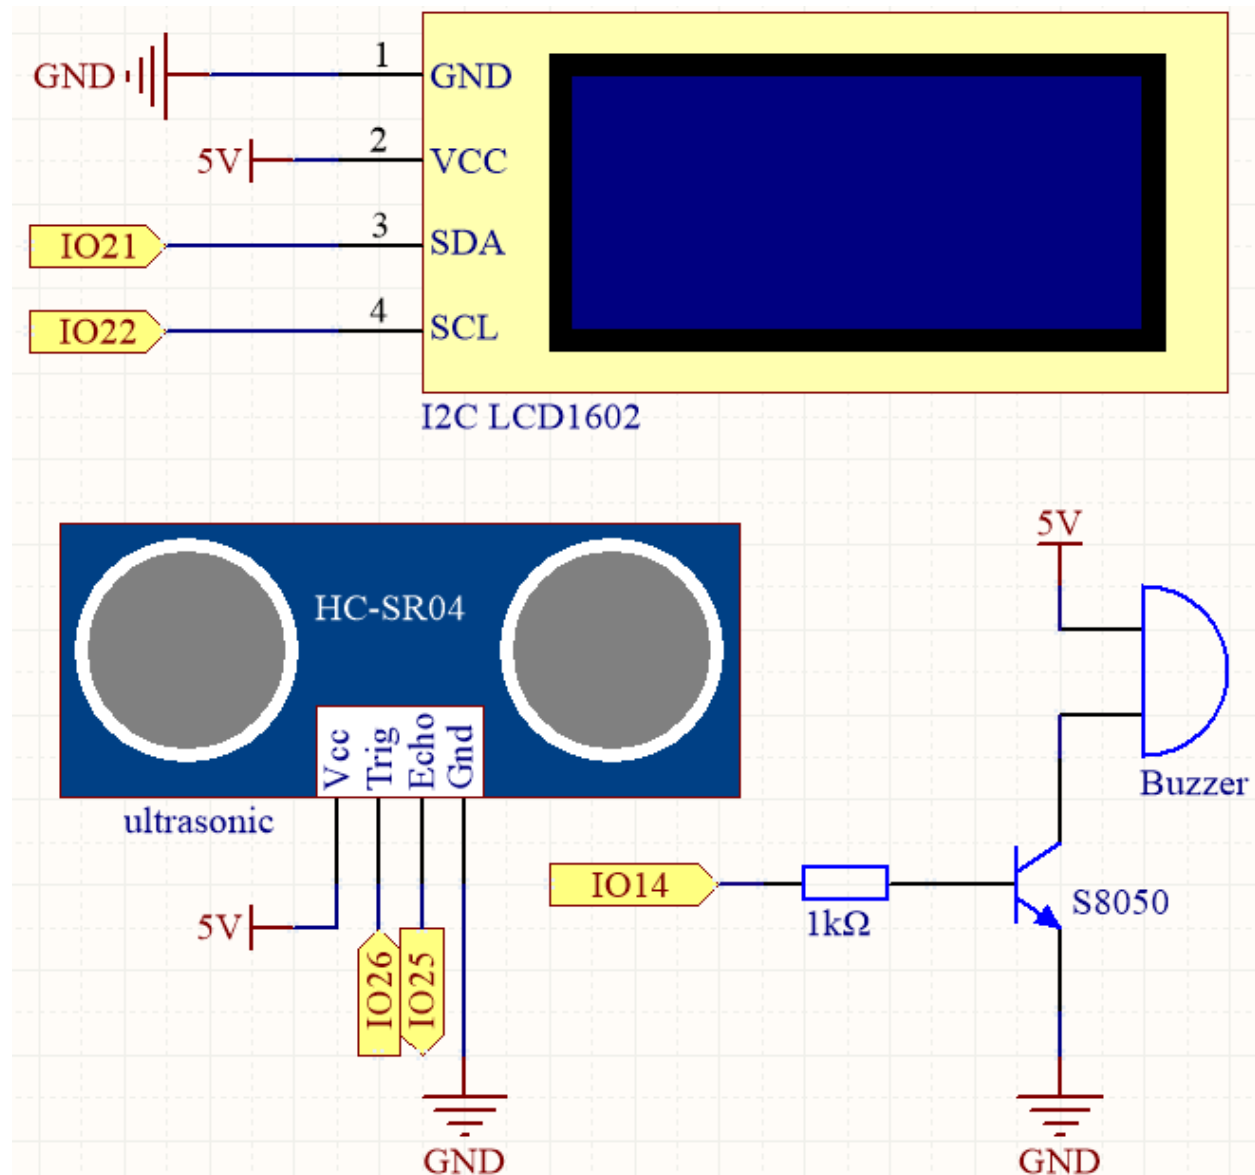 1
GND
GND
2
5V
VCC
3
IO21
SDA
4
IO22
SCL
I2C LCD1602
5V
HC-SR04
Vcc
Trig
Echo
Gnd
Buzzer
ultrasonic
IO14
S8050
1kΩ
5V
IO26
IO25
GND
GND